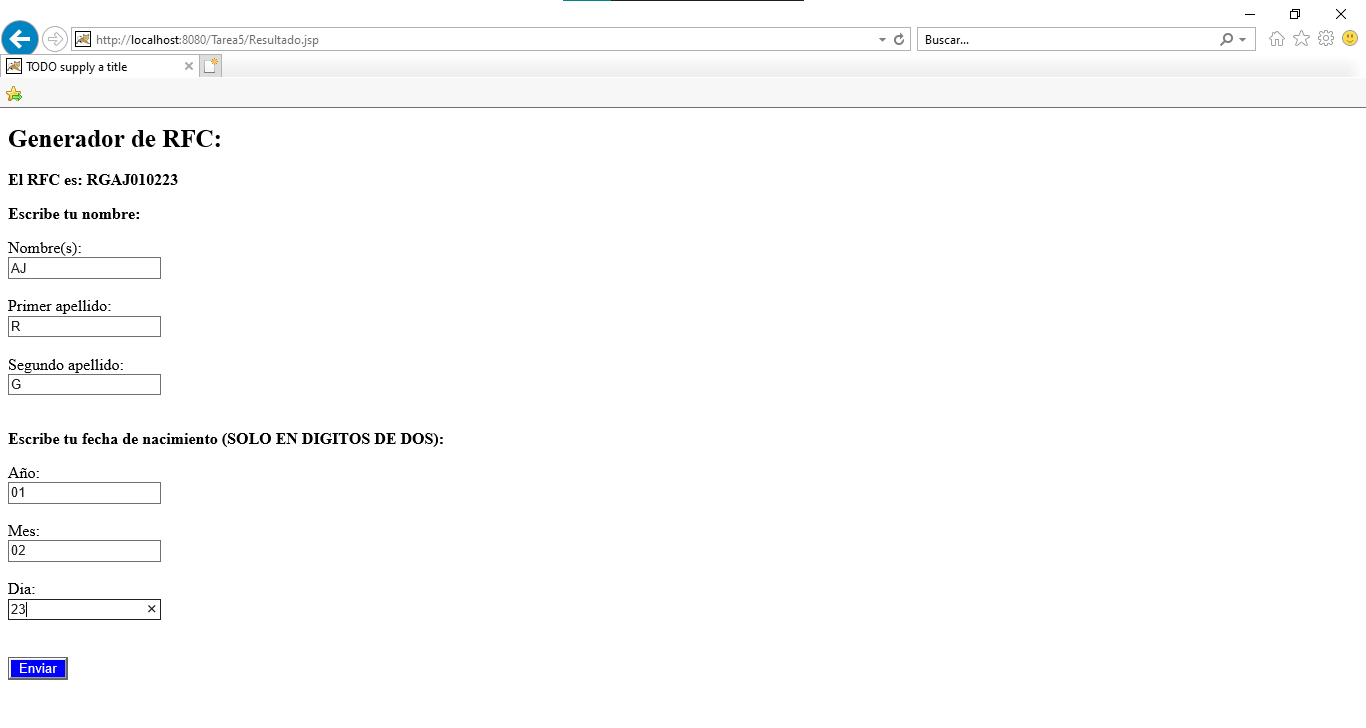 http://localhost:8080/Tarea5/Resultado.jsp
Buscar...
TODO supply a title
Generador de RFC:
El RFC es: RGAJ010223
Escribe tu nombre:
Nombre(s):
AJ
Primer apellido:
R
Segundo apellido:
G
Escribe tu fecha de nacimiento (SOLO EN DIGITOS DE DOS):
Año:
01
Mes:
02
Dia:
23
Enviar